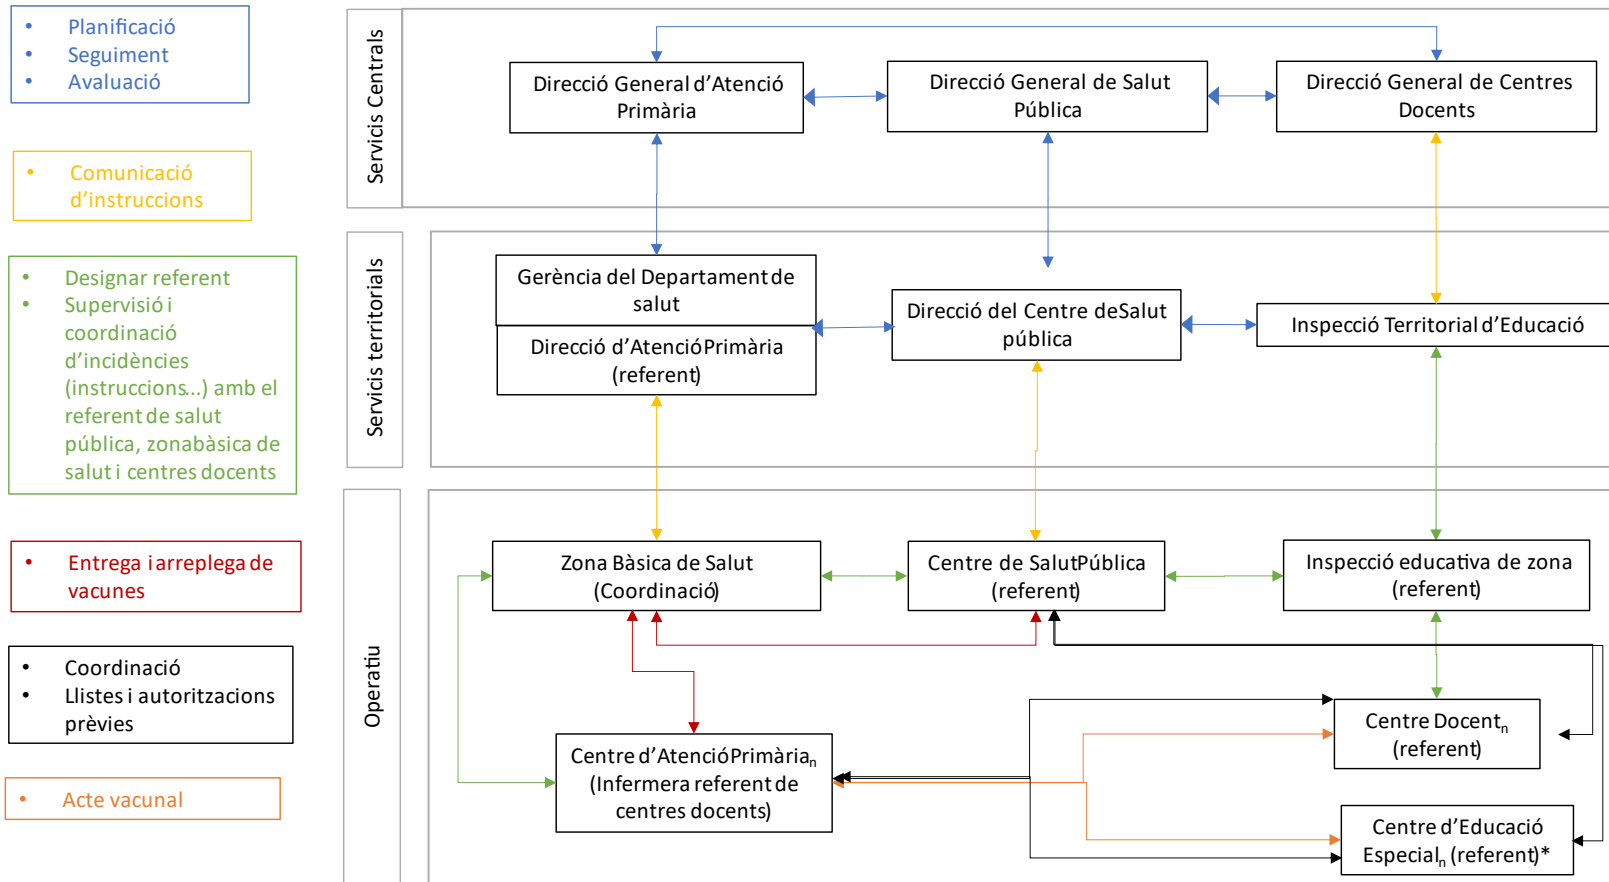 • Planificació
• Seguiment
• Avaluació
• Comunicació
d'instruccions
• Designar referent
• Supervisió i
coordinació
d'incidències
(instruccions...) amb el
referent de salut
pública, zona bàsica de
salut i centres docents
• Entrega i arreplega de
vacunes
• Coordinació
• Llistes i autoritzacions
prèvies
• Acte vacunal
Servicis Centrals
Direcció General d'Atenció
Primària
Direcció General de Salut
Pública
Direcció General de Centres
Docents
Servicis territorials
Gerència del Departament de
salut
Direcció d'Atenció Primària
(referent)
Direcció del Centre de Salut
pública
Inspecció Territorial d'Educació
Operatiu
Zona Bàsica de Salut
(Coordinació)
Centre de Salut Pública
(referent)
Inspecció educativa de zona
(referent)
Centre d'Atenció Primària n
(Infermera referent de
centres docents)
Centre Docent n
(referent)
Centre d'Educació
Especial n (referent)*